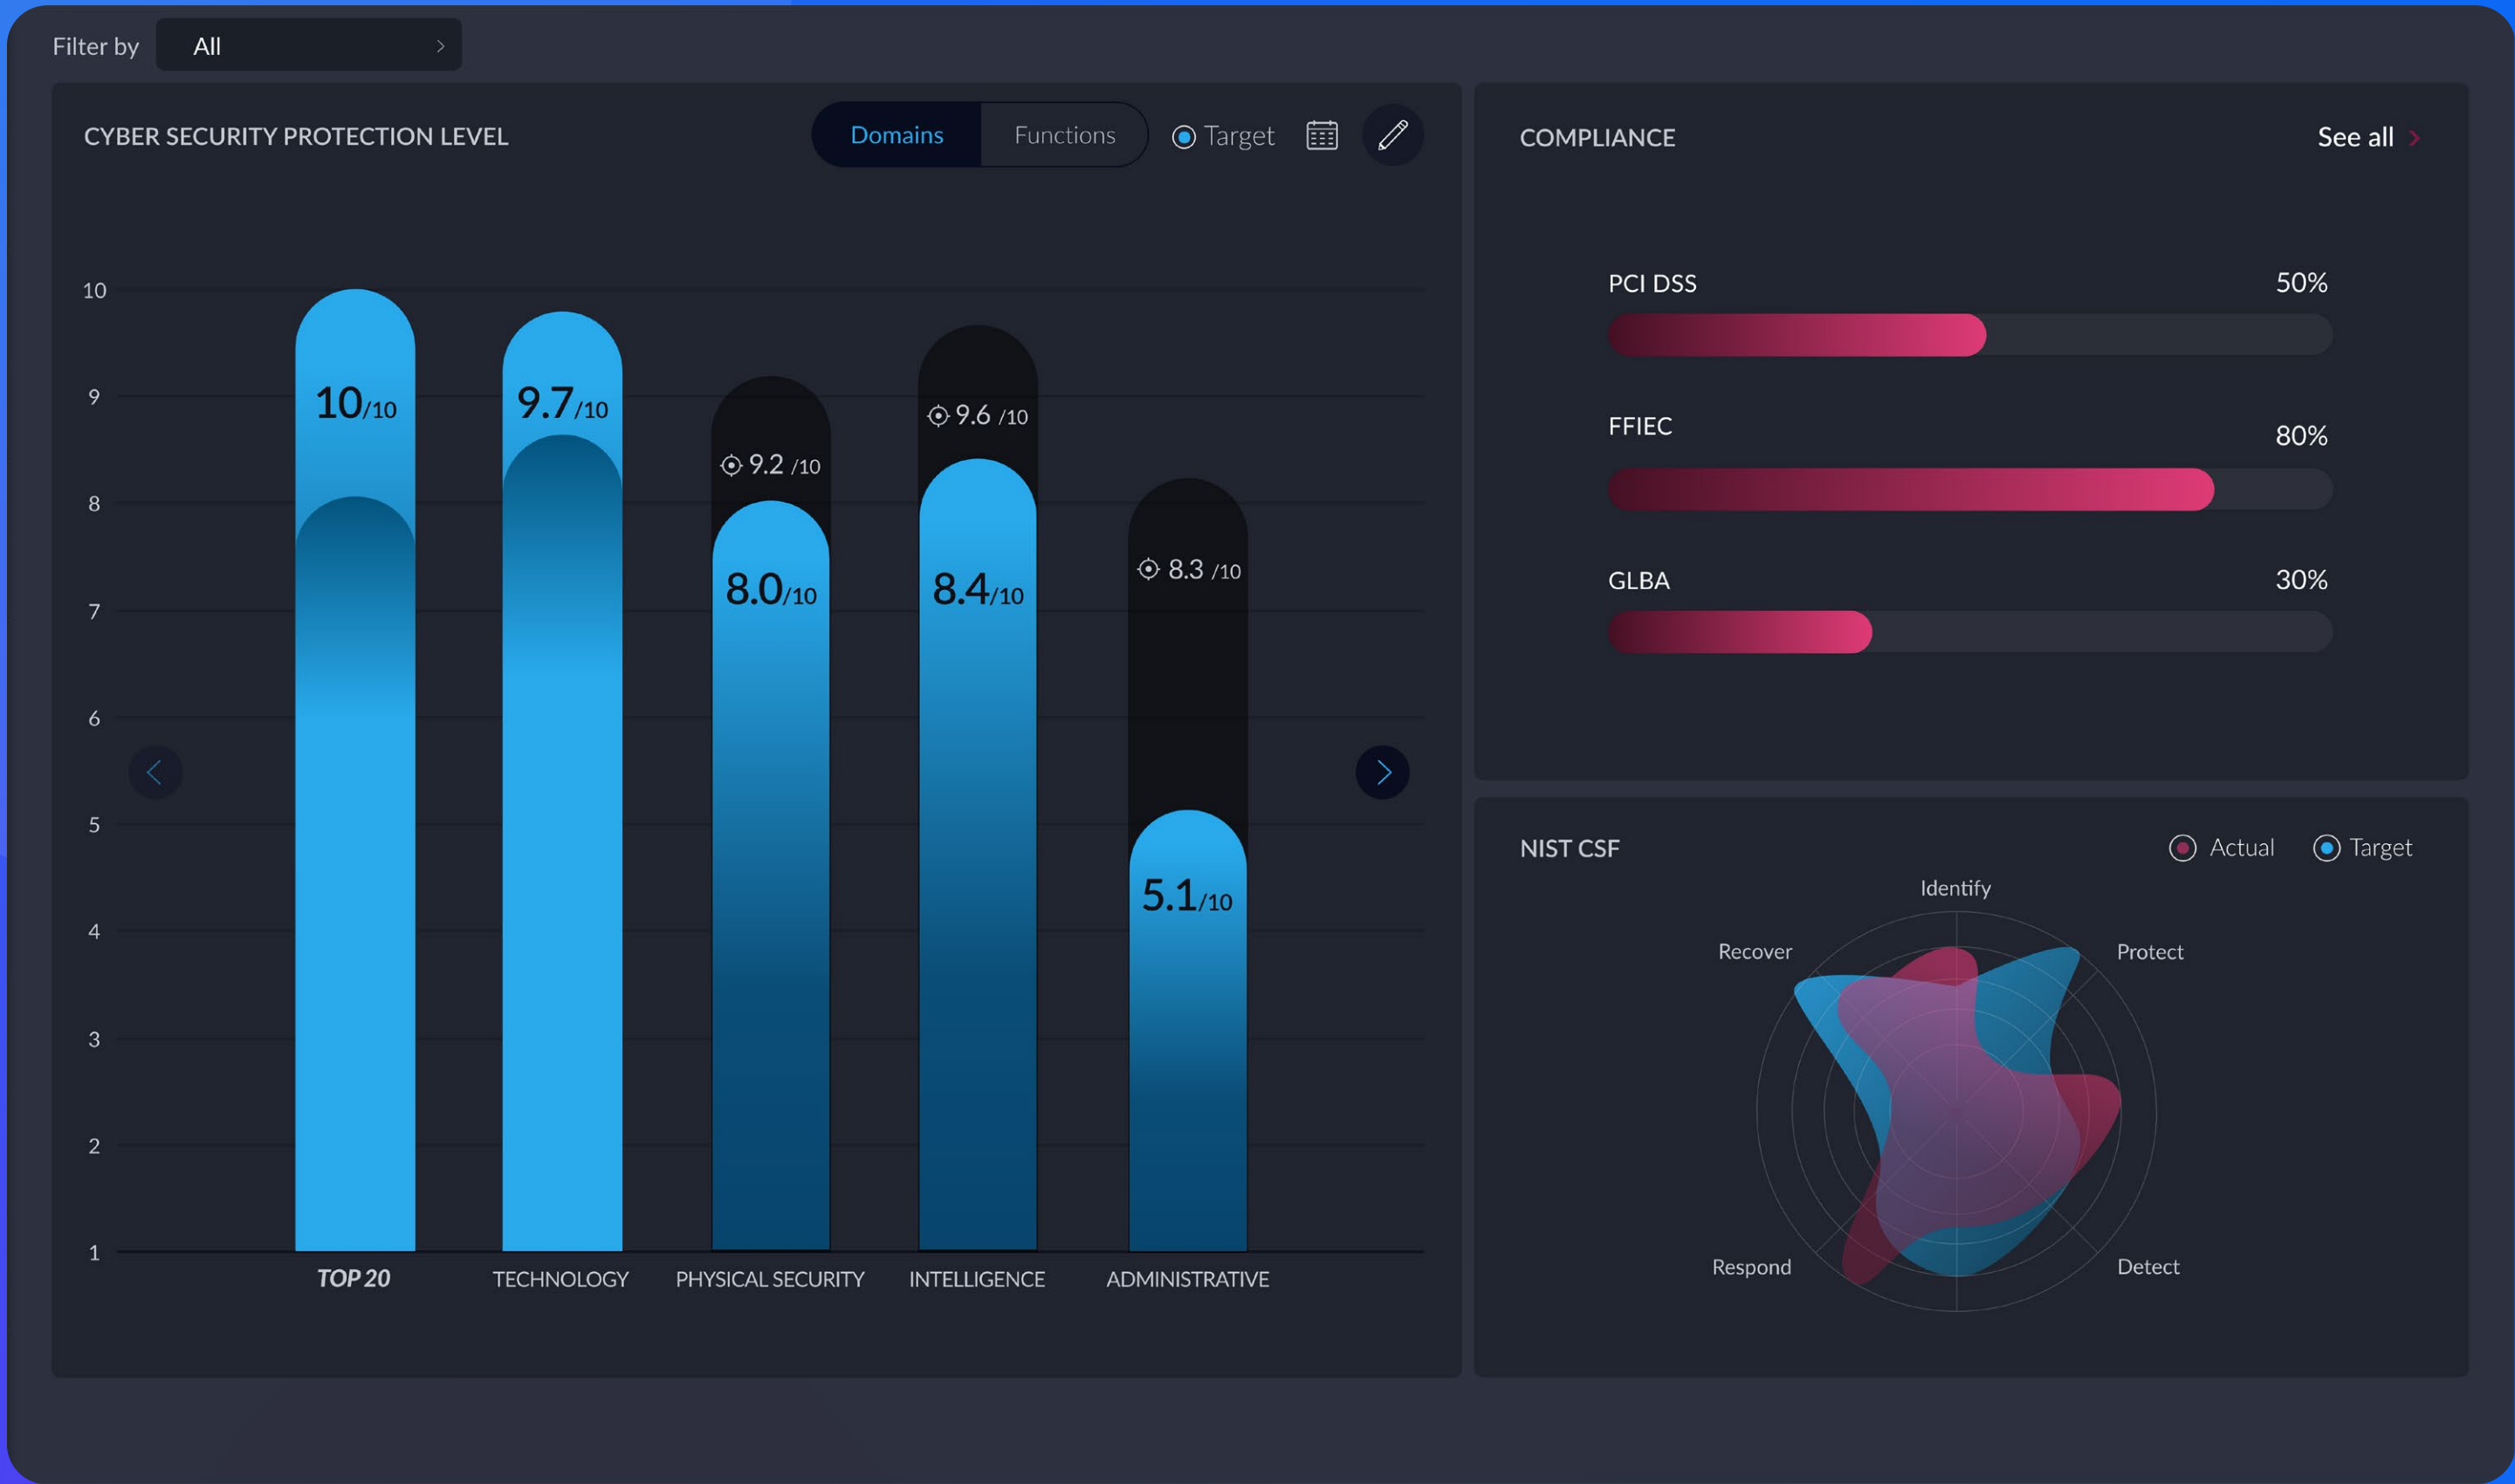 Filter by All
CYBER SECURITY PROTECTION LEVEL
Domains Functions Target
10
9
8
7
6
5
4
3
2
1
10/10
9.7/10
9.2 /10
8.0/10
9.6 /10
8.4/10
8.3 /10
5.1/10
TOP 20 TECHNOLOGY PHYSICAL SECURITY INTELLIGENCE ADMINISTRATIVE
COMPLIANCE See all
PCI DSS 50%
FFIEC 80%
GLBA 30%
NIST CSF Actual Target
Identify
Recover Protect
Respond Detect